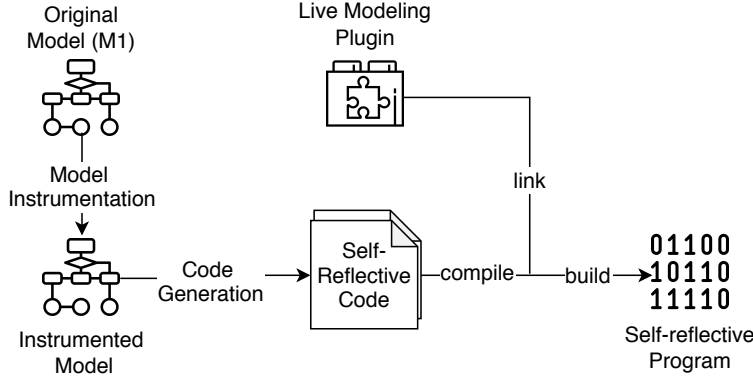 Original
Model (M1)
Live Modeling
Plugin
Model
Instrumentation
link
Code
Generation
Self-
Reflective
Code
compile
build
01100
10110
11110
Instrumented
Model
Self-reflective
Program